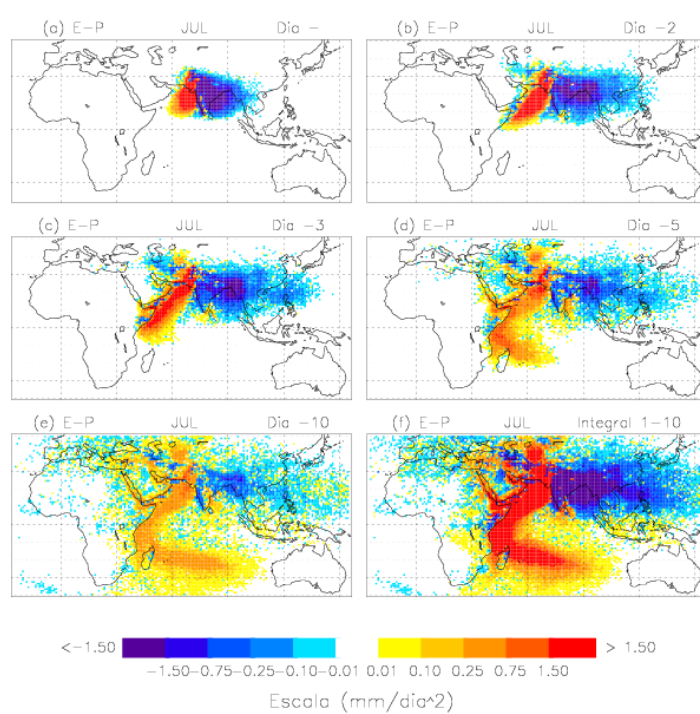 (a) E-P JUL Dia -
(b) E-P JUL Dia -2
(c) E-P JUL Dia -3
(d) E-P JUL Dia -5
(e) E-P JUL Dia -10
(f) E-P JUL Integral 1-10
<-1.50 > 1.50
-1.50-0.75-0.25-0.10-0.01 0.01 0.10 0.25 0.75 1.50
Escala (mm/dia^2)